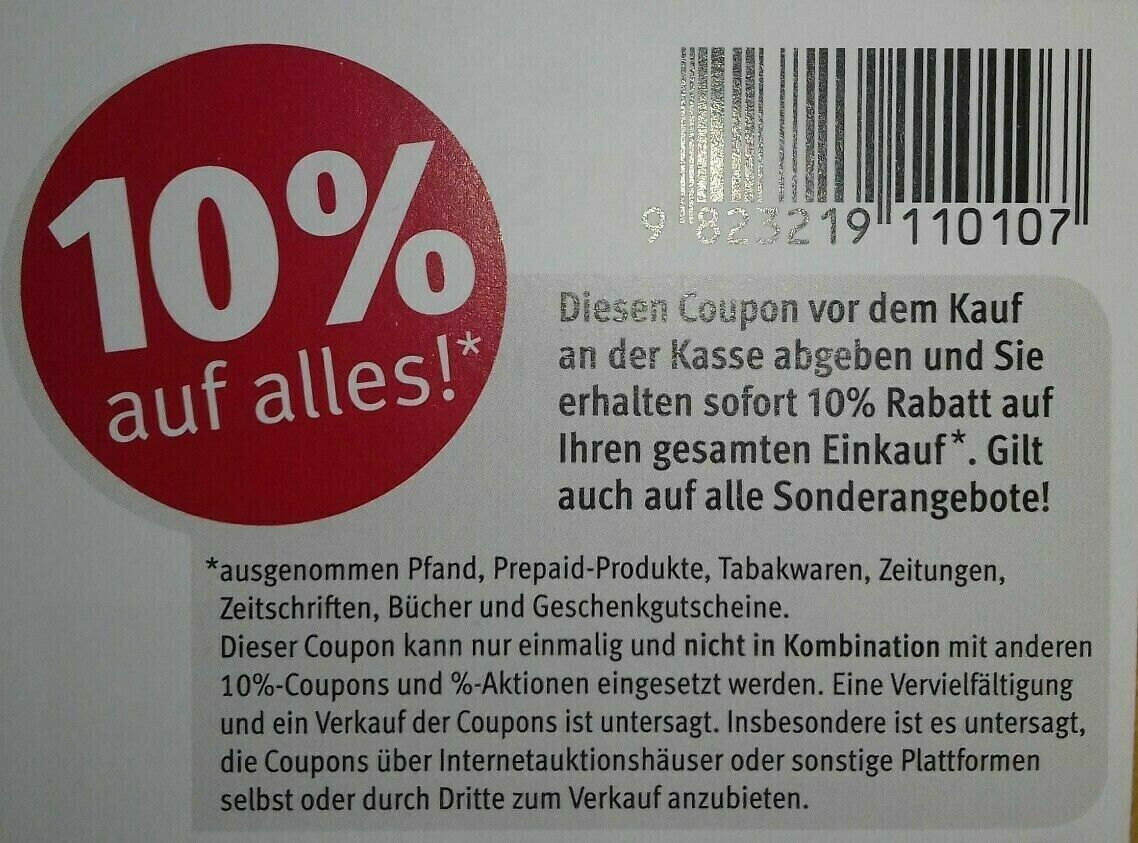 10%
auf alles!*
9 823219 110107
Diesen Coupon vor dem Kauf
an der Kasse abgeben und Sie
erhalten sofort 10% Rabatt auf
Ihren gesamten Einkauf*. Gilt
auch auf alle Sonderangebote!
*ausgenommen Pfand, Prepaid-Produkte, Tabakwaren, Zeitungen,
Zeitschriften, Bücher und Geschenkgutscheine.
Dieser Coupon kann nur einmalig und nicht in Kombination mit anderen
10%-Coupons und %-Aktionen eingesetzt werden. Eine Vervielfältigung
und ein Verkauf der Coupons ist untersagt. Insbesondere ist es untersagt,
die Coupons über Internetauktionshäuser oder sonstige Plattformen
selbst oder durch Dritte zum Verkauf anzubieten.